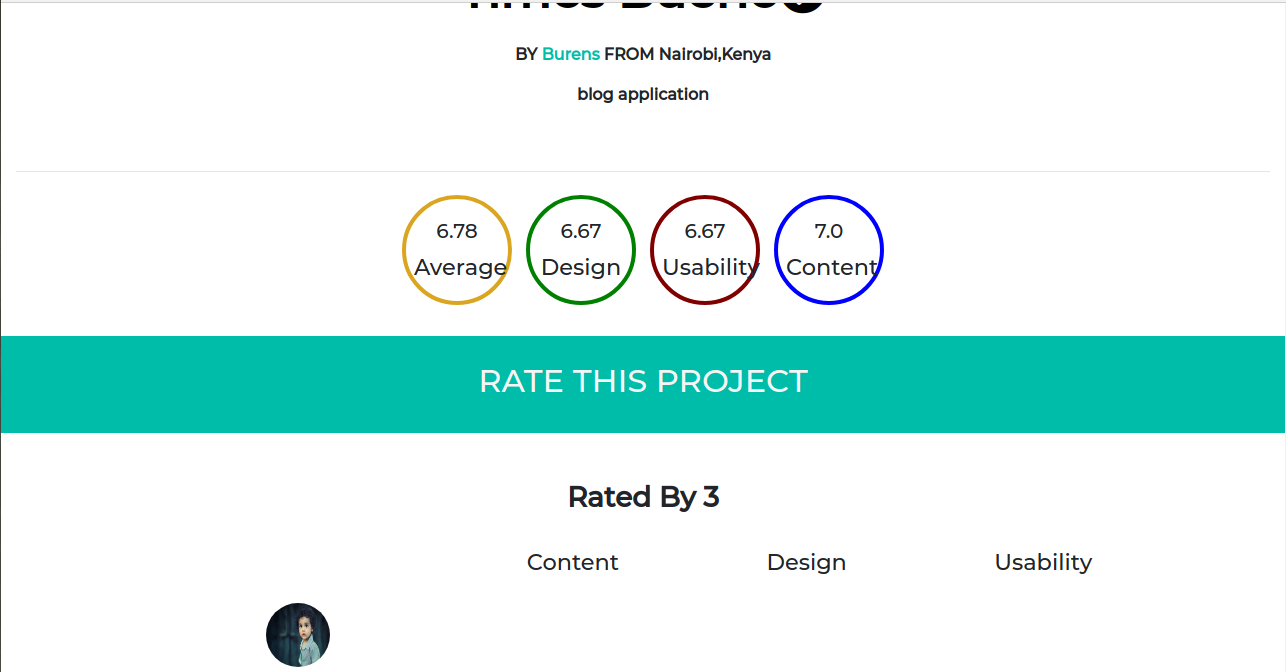 BY Burens FROM Nairobi,Kenya
blog application
6.78 6.67 6.67 7.0
Average Design Usability Content
RATE THIS PROJECT
Rated By 3
Content Design Usability